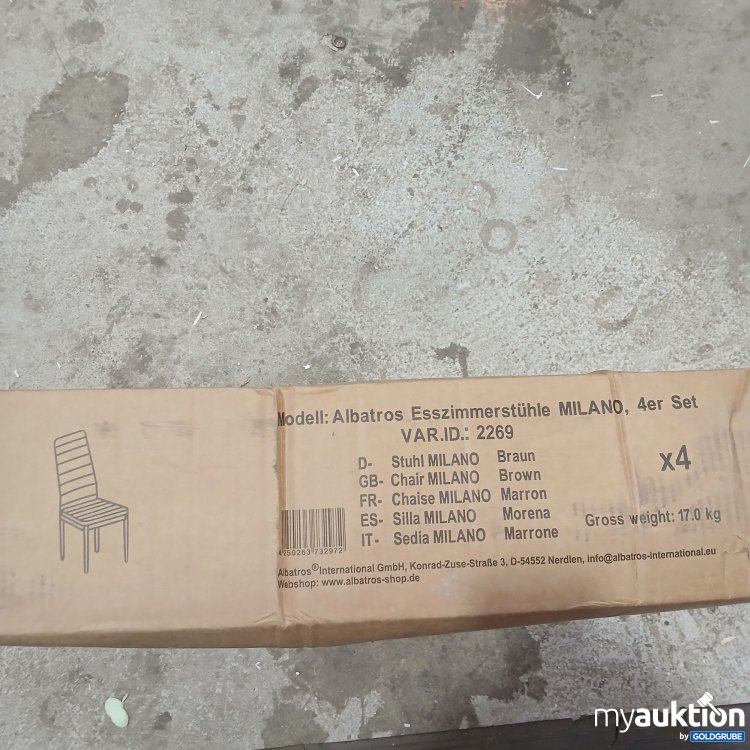 Modell: Albatros Esszimmerstühle MILANO, 4er Set
VAR.ID.: 2269
D- Stuhl MILANO Braun
GB- Chair MILANO Brown
FR- Chaise MILANO Marron
ES- Silla MILANO Morena
IT- Sedia MILANO Marrone
x4
Gross weight: 17.0 kg
4250263 732972
Albatros® International GmbH, Konrad-Zuse-Straße 3, D-54552 Nerdlen, info@albatros-international.eu
Webshop: www.albatros-shop.de
myauktion
by GOLDGRUBE